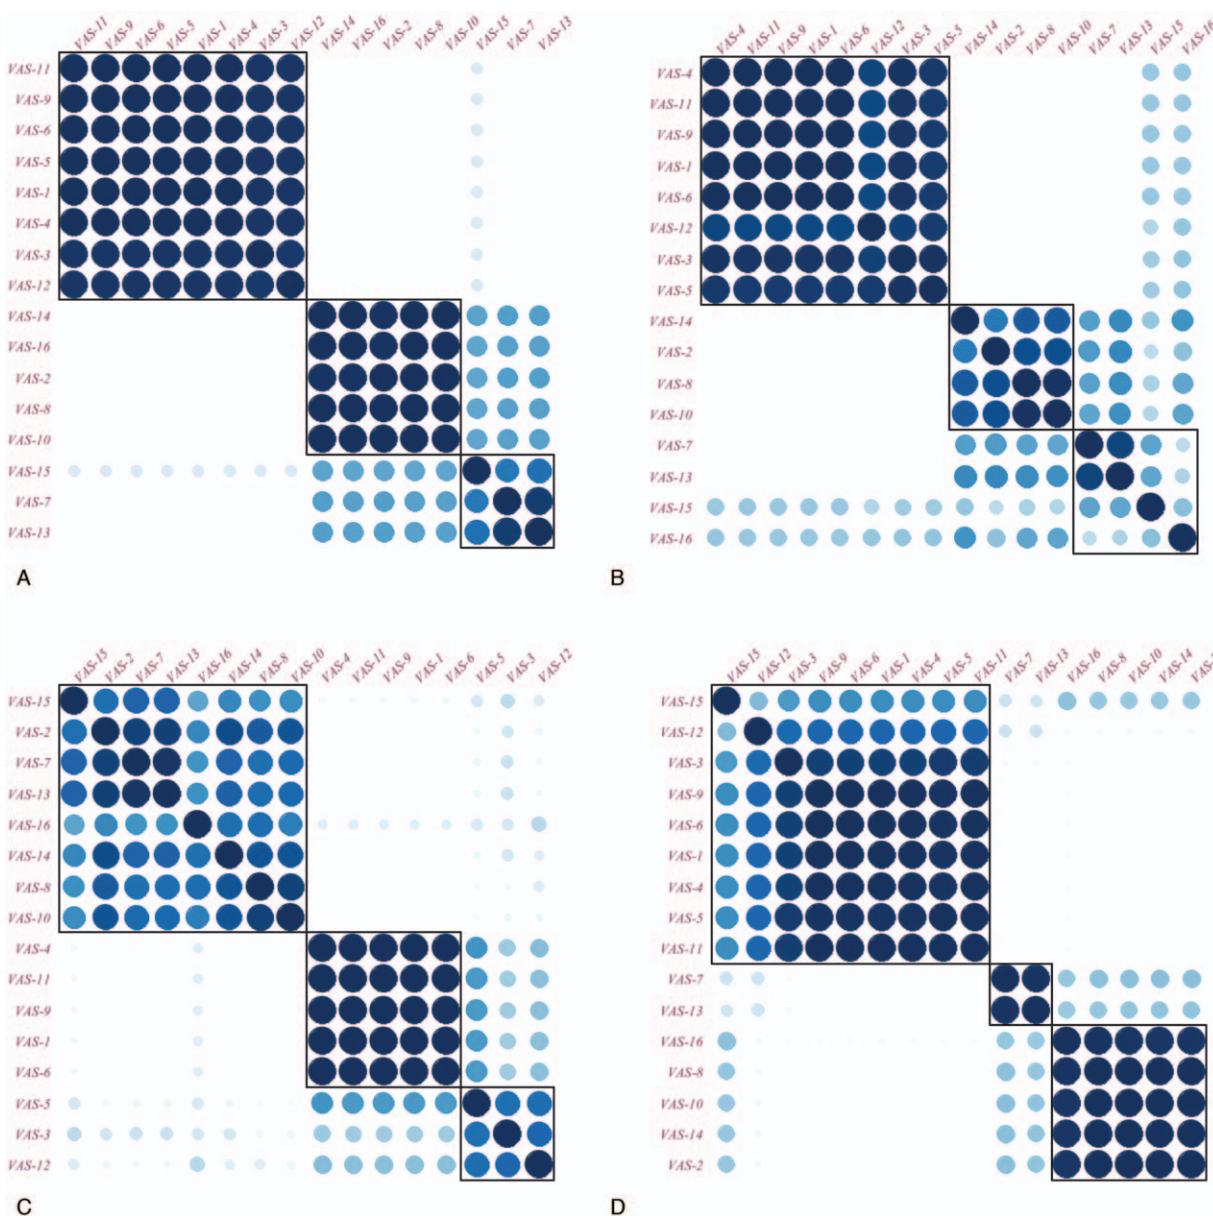 VAS-11 VAS-9 VAS-6 VAS-5 VAS-1 VAS-4 VAS-3 VAS-12 VAS-14 VAS-16 VAS-2 VAS-8 VAS-10 VAS-15 VAS-7 VAS-13
VAS-11
VAS-9
VAS-6
VAS-5
VAS-1
VAS-4
VAS-3
VAS-12
VAS-14
VAS-16
VAS-2
VAS-8
VAS-10
VAS-15
VAS-7
VAS-13
A
VAS-4 VAS-11 VAS-9 VAS-1 VAS-6 VAS-12 VAS-3 VAS-5 VAS-14 VAS-2 VAS-8 VAS-10 VAS-7 VAS-13 VAS-15 VAS-16
VAS-4
VAS-11
VAS-9
VAS-1
VAS-6
VAS-12
VAS-3
VAS-5
VAS-14
VAS-2
VAS-8
VAS-10
VAS-7
VAS-13
VAS-15
VAS-16
B
VAS-15 VAS-2 VAS-7 VAS-13 VAS-16 VAS-14 VAS-8 VAS-10 VAS-4 VAS-11 VAS-9 VAS-1 VAS-6 VAS-5 VAS-3 VAS-12
VAS-15
VAS-2
VAS-7
VAS-13
VAS-16
VAS-14
VAS-8
VAS-10
VAS-4
VAS-11
VAS-9
VAS-1
VAS-6
VAS-5
VAS-3
VAS-12
C
VAS-15 VAS-12 VAS-3 VAS-9 VAS-6 VAS-1 VAS-4 VAS-5 VAS-11 VAS-7 VAS-13 VAS-16 VAS-8 VAS-10 VAS-14
VAS-15
VAS-12
VAS-3
VAS-9
VAS-6
VAS-1
VAS-4
VAS-5
VAS-11
VAS-7
VAS-13
VAS-16
VAS-8
VAS-10
VAS-14
VAS-2
D